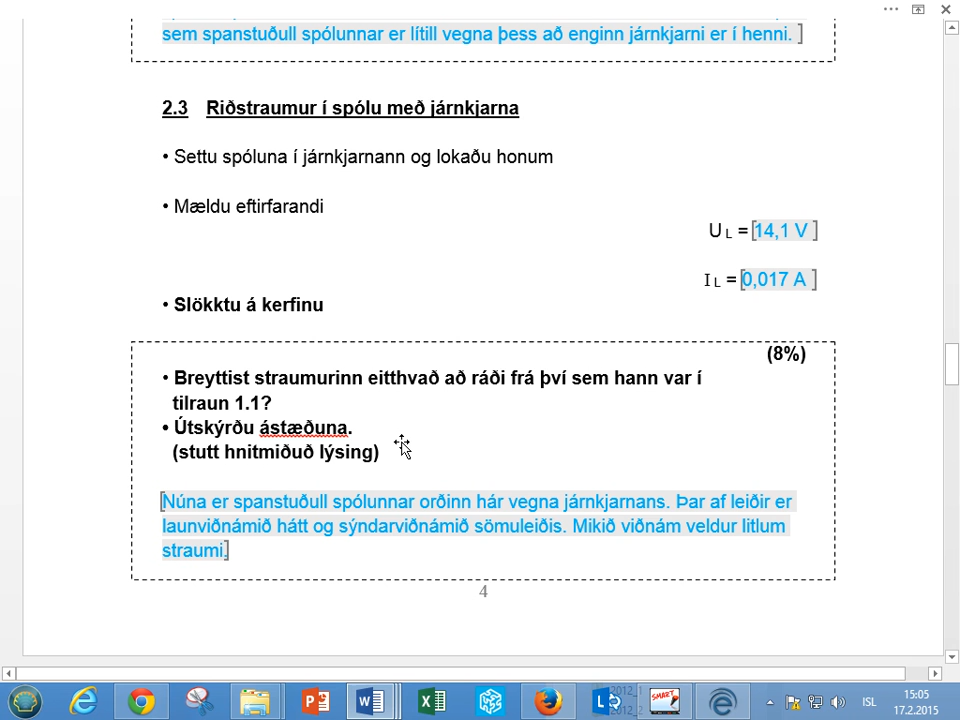 sem spanstuðull spólunnar er lítill vegna þess að enginn járnkjarni er í henni.
2.3 Riðstraumur í spólu með járnkjarna
• Settu spóluna í járnkjarnann og lokaðu honum
• Mældu eftirfarandi
U L = 14,1 V
I L = 0,017 A
• Slökktu á kerfinu
(8%)
• Breyttist straumurinn eitthvað að ráði frá því sem hann var í
tilraun 1.1?
• Útskýrðu ástæðuna.
(stutt hnitmiðuð lýsing)
Núna er spanstuðull spólunnar orðinn hár vegna járnkjarnans. Þar af leiðir er
launviðnámið hátt og sýndarviðnámið sömuleiðis. Mikið viðnám veldur litlum
straumi.
4
2012_1
2012_2
SMART
ISL
15:05
17.2.2015